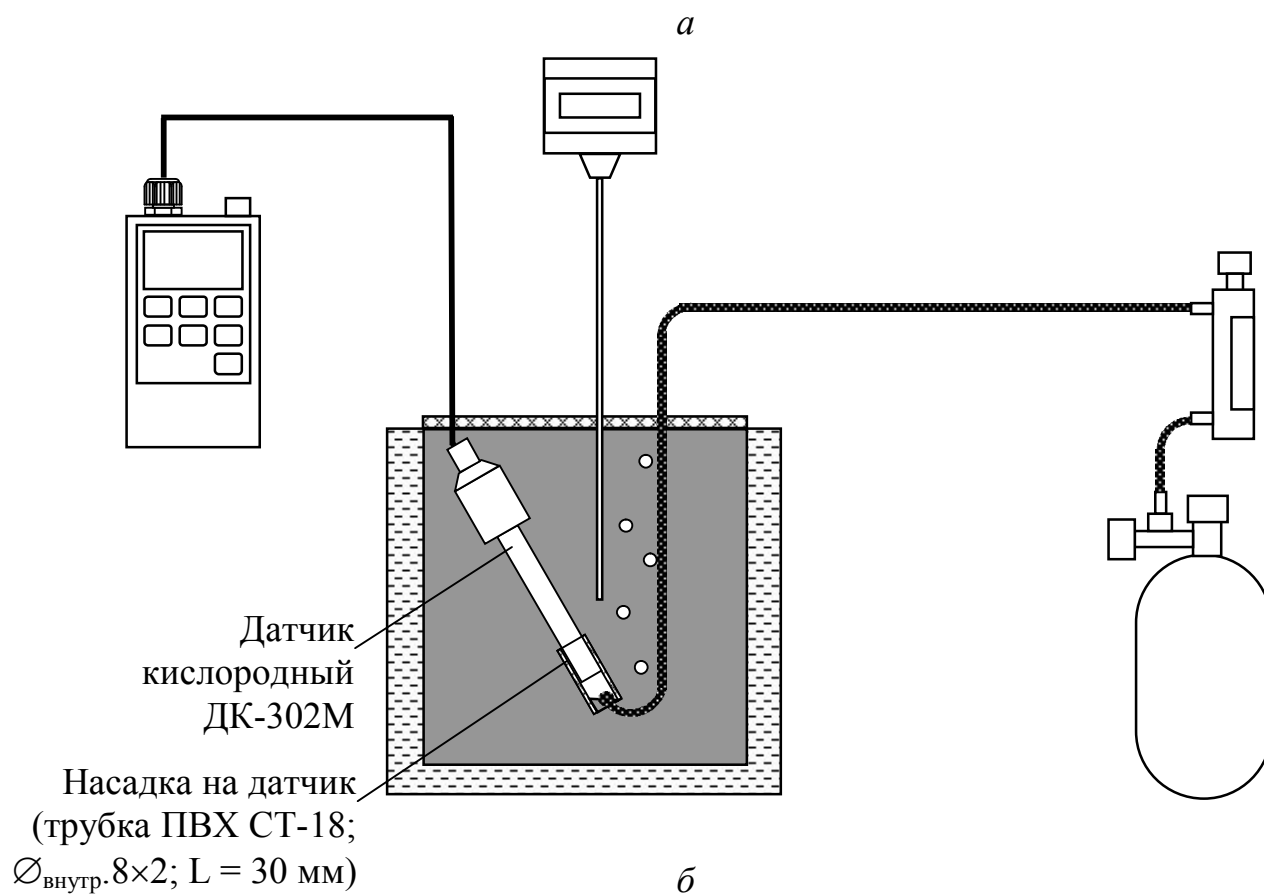 а
Датчик
кислородный
ДК-302М
Насадка на датчик
(трубка ПВХ СТ-18;
∅внутр.8×2; L = 30 мм)
б